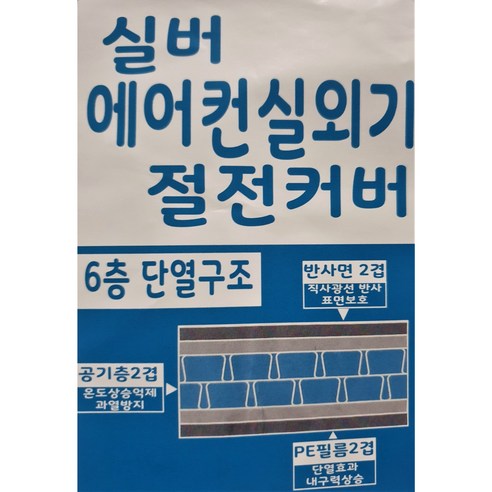 실버
에어컨실외기
절전커버
6층 단열구조
반사면 2겹
직사광선 반사
표면보호
공기층2겹
온도상승억제
과열방지
PE필름2겹
단열효과
내구력상승